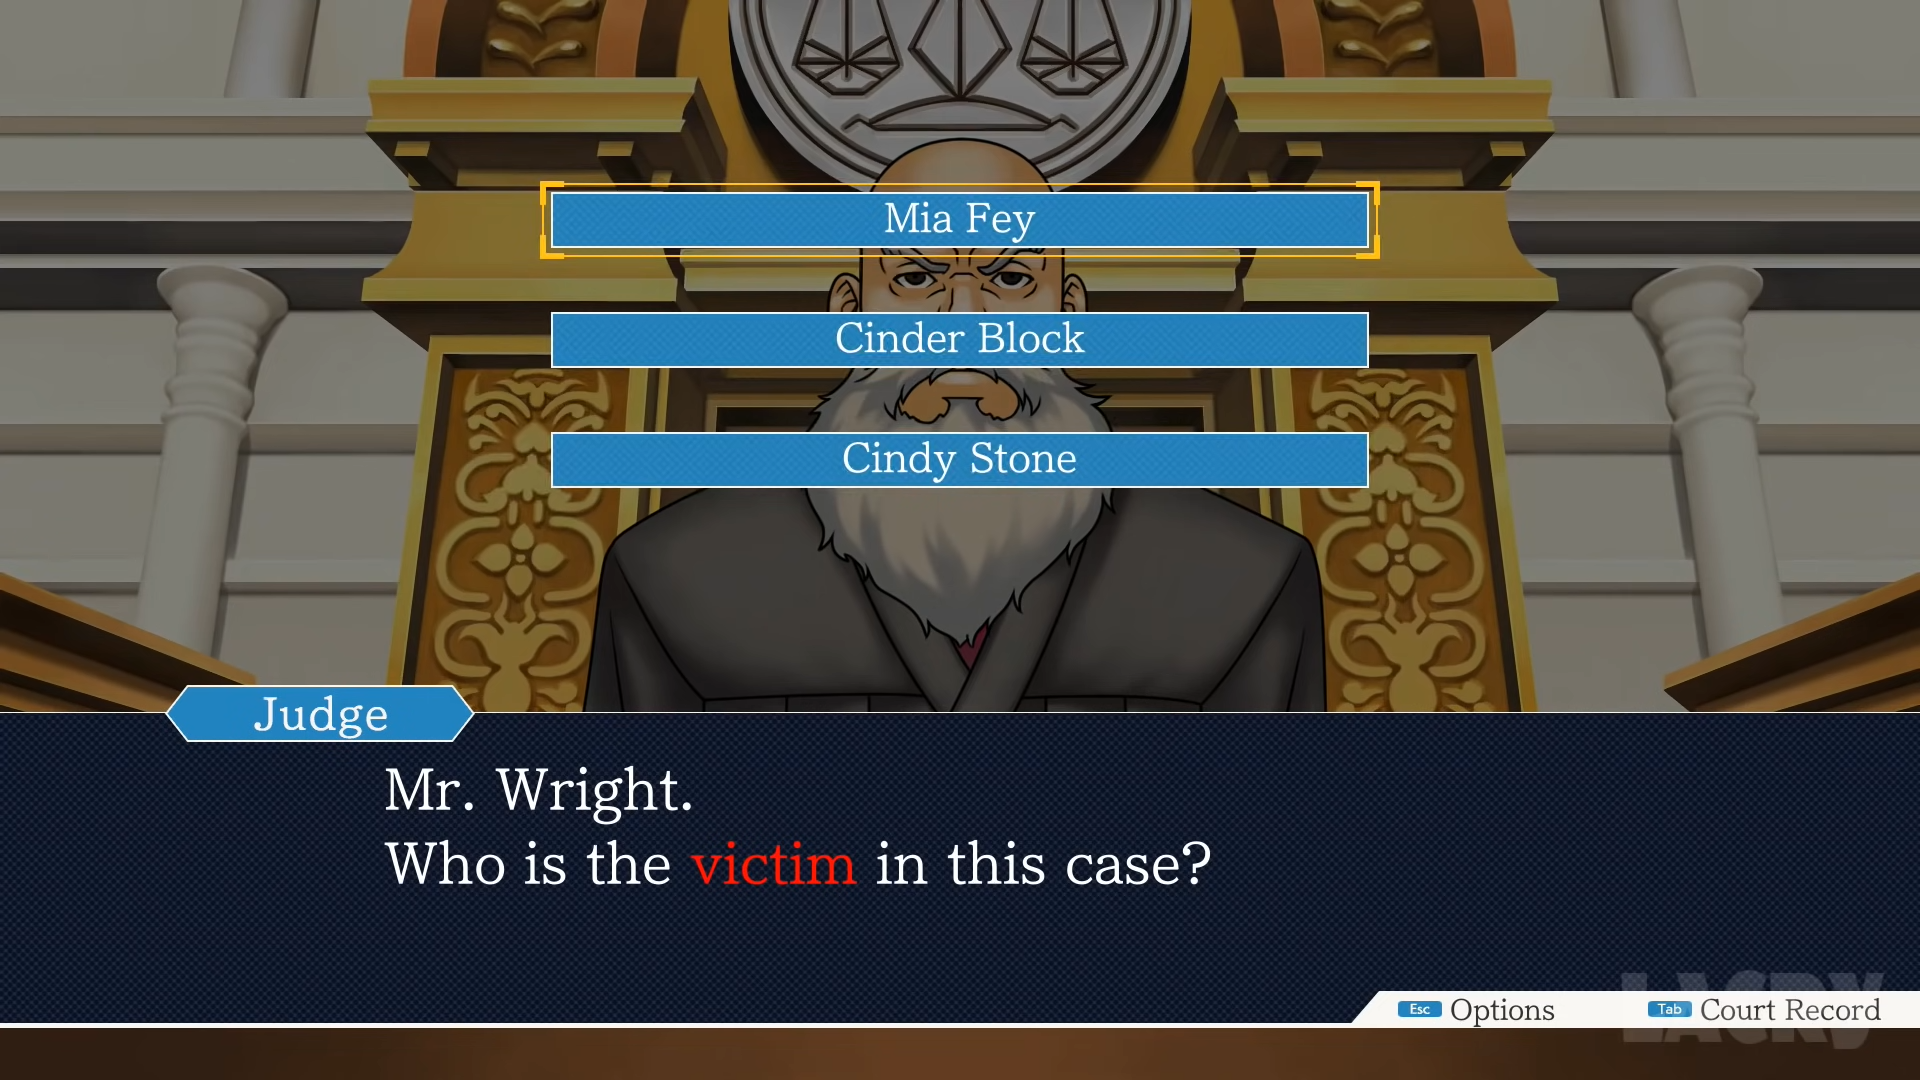 Mia Fey
Cinder Block
Cindy Stone
Judge
Mr. Wright.
Who is the victim in this case?
Esc Options
Tab Court Record
LACRY